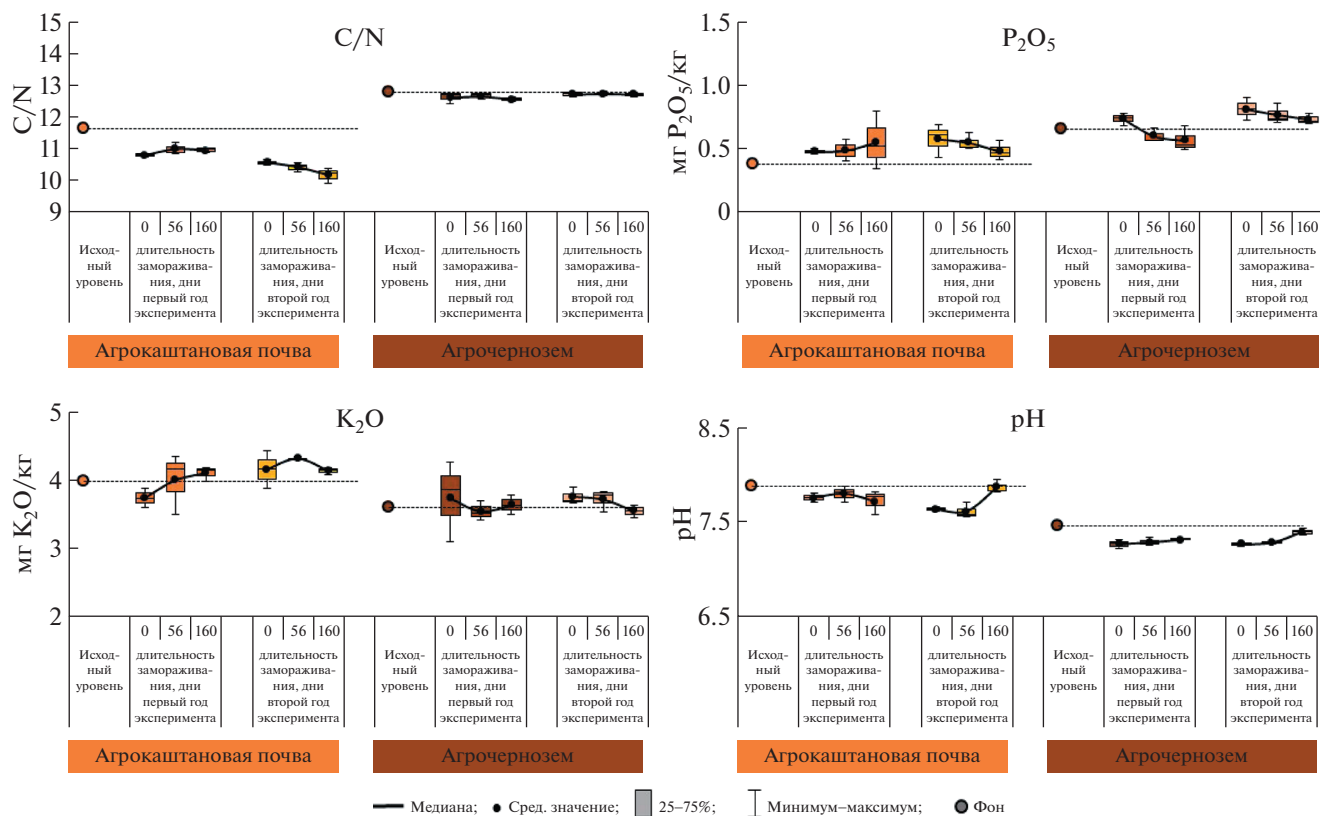 C/N
15
14
13
12
11
10
9
C/N
0 56 160 0 56 160 0 56 160 0 56 160
Исход-
ный
уровень
длительность
заморажива-
ния, дни
первый год
эксперимента
длительность
заморажива-
ния, дни
второй год
эксперимента
Исход-
ный
уровень
длительность
заморажива-
ния, дни
первый год
эксперимента
длительность
заморажива-
ния, дни
второй год
эксперимента
Агрокаштановая почва
Агрочернозем
P₂O₅
1.5
1.0
0.5
0
мг P₂O₅/кг
0 56 160 0 56 160 0 56 160 0 56 160
Исход-
ный
уровень
длительность
заморажива-
ния, дни
первый год
эксперимента
длительность
заморажива-
ния, дни
второй год
эксперимента
Исход-
ный
уровень
длительность
заморажива-
ния, дни
первый год
эксперимента
длительность
заморажива-
ния, дни
второй год
эксперимента
Агрокаштановая почва
Агрочернозем
K₂O
5
4
3
2
мг K₂O/кг
0 56 160 0 56 160 0 56 160 0 56 160
Исход-
ный
уровень
длительность
заморажива-
ния, дни
первый год
эксперимента
длительность
заморажива-
ния, дни
второй год
эксперимента
Исход-
ный
уровень
длительность
заморажива-
ния, дни
первый год
эксперимента
длительность
заморажива-
ния, дни
второй год
эксперимента
Агрокаштановая почва
Агрочернозем
pH
8.5
7.5
6.5
pH
0 56 160 0 56 160 0 56 160 0 56 160
Исход-
ный
уровень
длительность
заморажива-
ния, дни
первый год
эксперимента
длительность
заморажива-
ния, дни
второй год
эксперимента
Исход-
ный
уровень
длительность
заморажива-
ния, дни
первый год
эксперимента
длительность
заморажива-
ния, дни
второй год
эксперимента
Агрокаштановая почва
Агрочернозем
Медиана; Сред. значение; 25–75%; Минимум–максимум; Фон